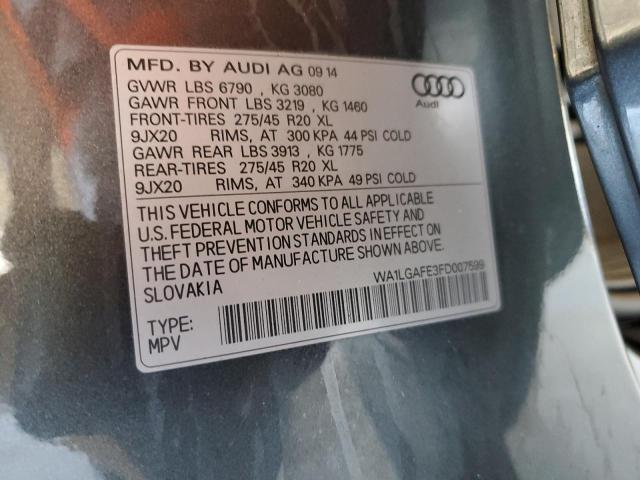 MFD. BY AUDI AG 09 14
GVWR LBS 6790 , KG 3080
GAWR FRONT LBS 3219 , KG 1460
FRONT-TIRES 275/45 R20 XL
9JX20 RIMS, AT 300 KPA 44 PSI COLD
GAWR REAR LBS 3913 , KG 1775
REAR-TIRES 275/45 R20 XL
9JX20 RIMS, AT 340 KPA 49 PSI COLD
Audi
THIS VEHICLE CONFORMS TO ALL APPLICABLE
U.S. FEDERAL MOTOR VEHICLE SAFETY AND
THEFT PREVENTION STANDARDS IN EFFECT ON
THE DATE OF MANUFACTURE SHOWN ABOVE.
SLOVAKIA
WA1LGAFE3FD007599
TYPE:
MPV